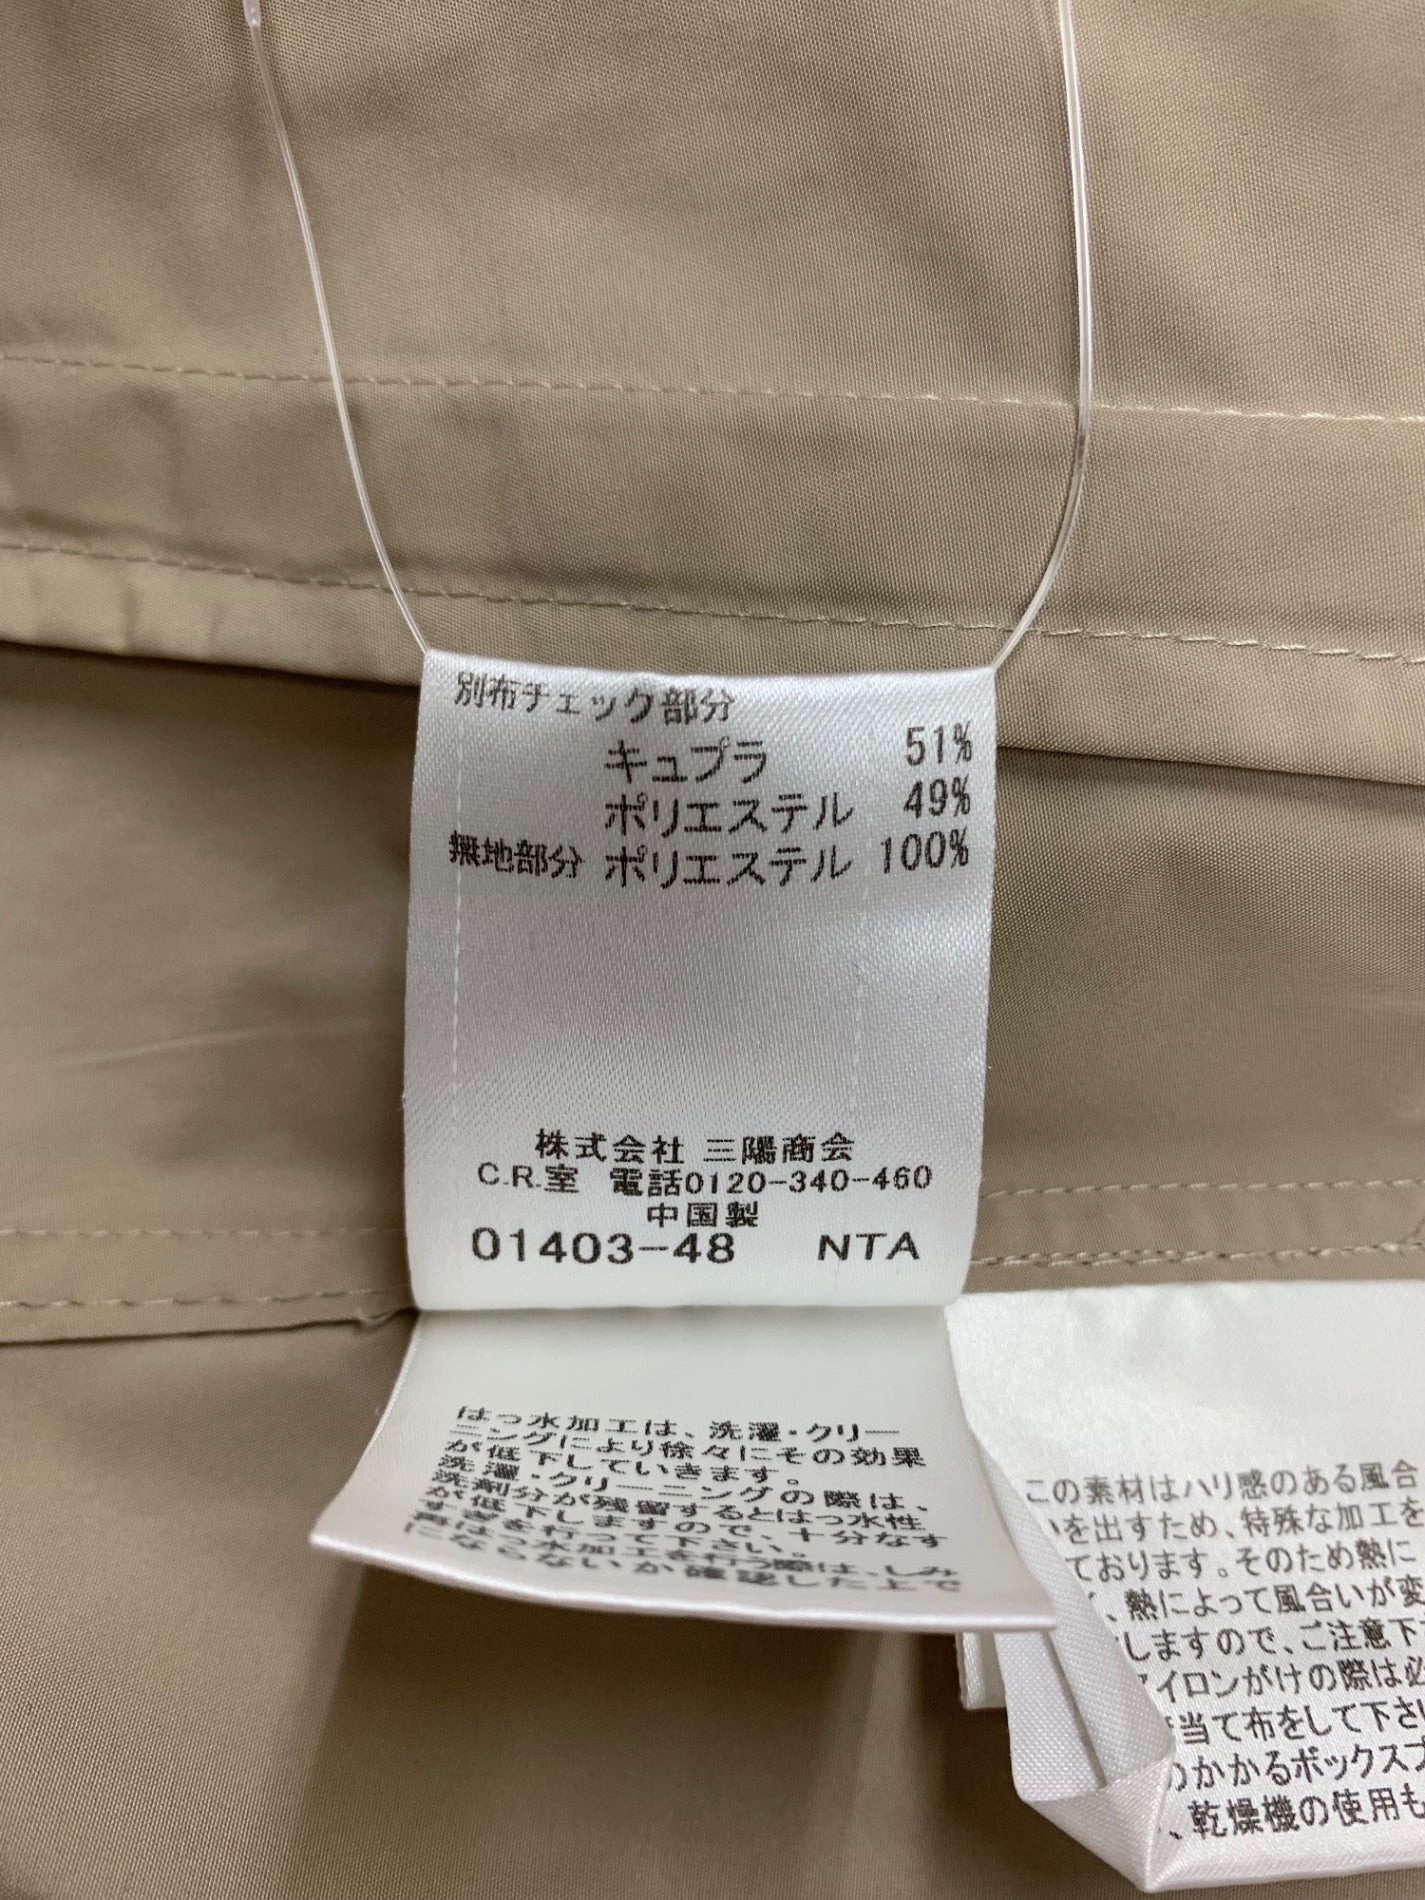 別布チェック部分
キュプラ 51%
ポリエステル 49%
無地部分 ポリエステル 100%
株式会社 三陽商会
C.R.室 電話0120-340-460
中国製
01403-48 NTA
はっ水加工は、洗濯・クリー
ニングにより徐々にその効果
が低下していきます。
洗濯・クリーニングの際は、
洗剤分が残留するとはっ水性
が低下しますので、十分なす
すぎを行って下さい。
再はっ水加工を行う際は、しみ
にならないか確認した上で
この素材はハリ感のある風合
いを出すため、特殊な加工を
ております。そのため熱に
く、熱によって風合いが変
しますので、ご注意下
アイロンがけの際は必
当て布をして下さい
のかかるボックスプ
、乾燥機の使用も